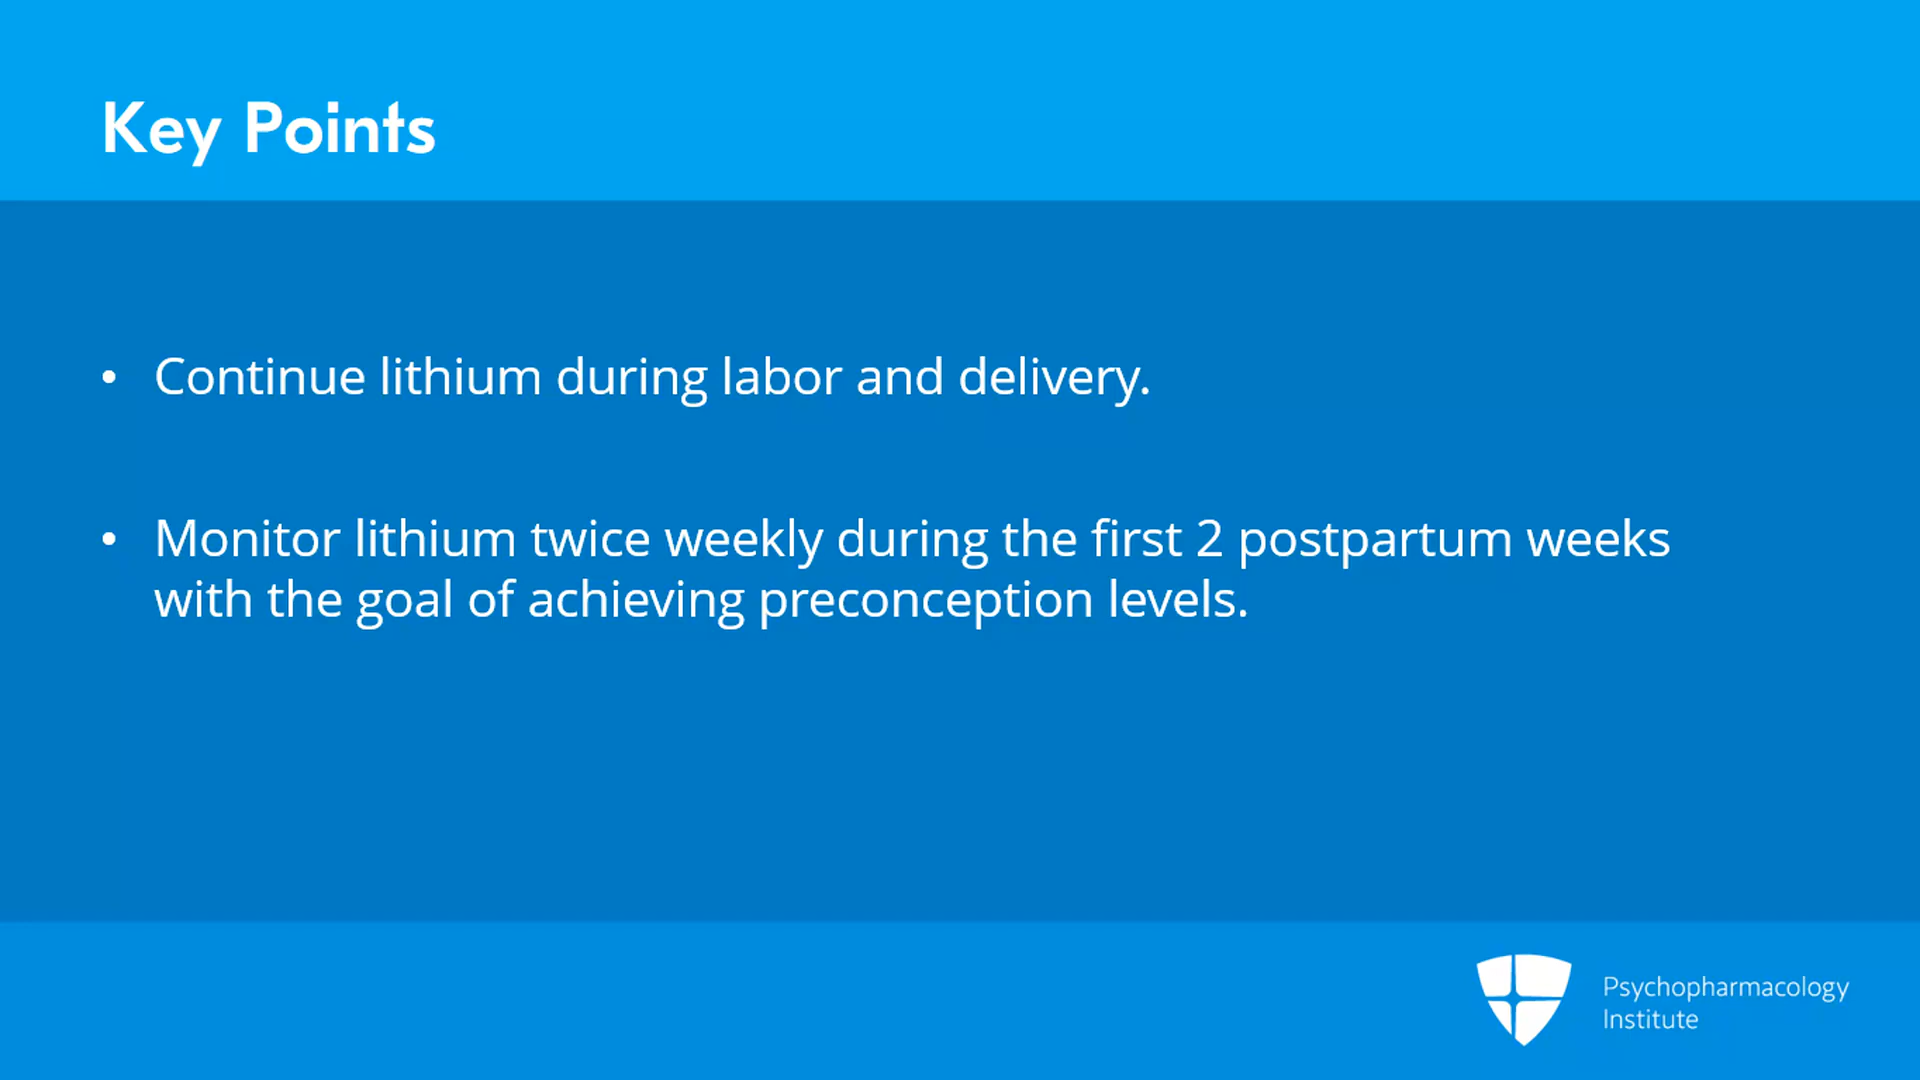 Key Points
• Continue lithium during labor and delivery.
• Monitor lithium twice weekly during the first 2 postpartum weeks
with the goal of achieving preconception levels.
Psychopharmacology
Institute